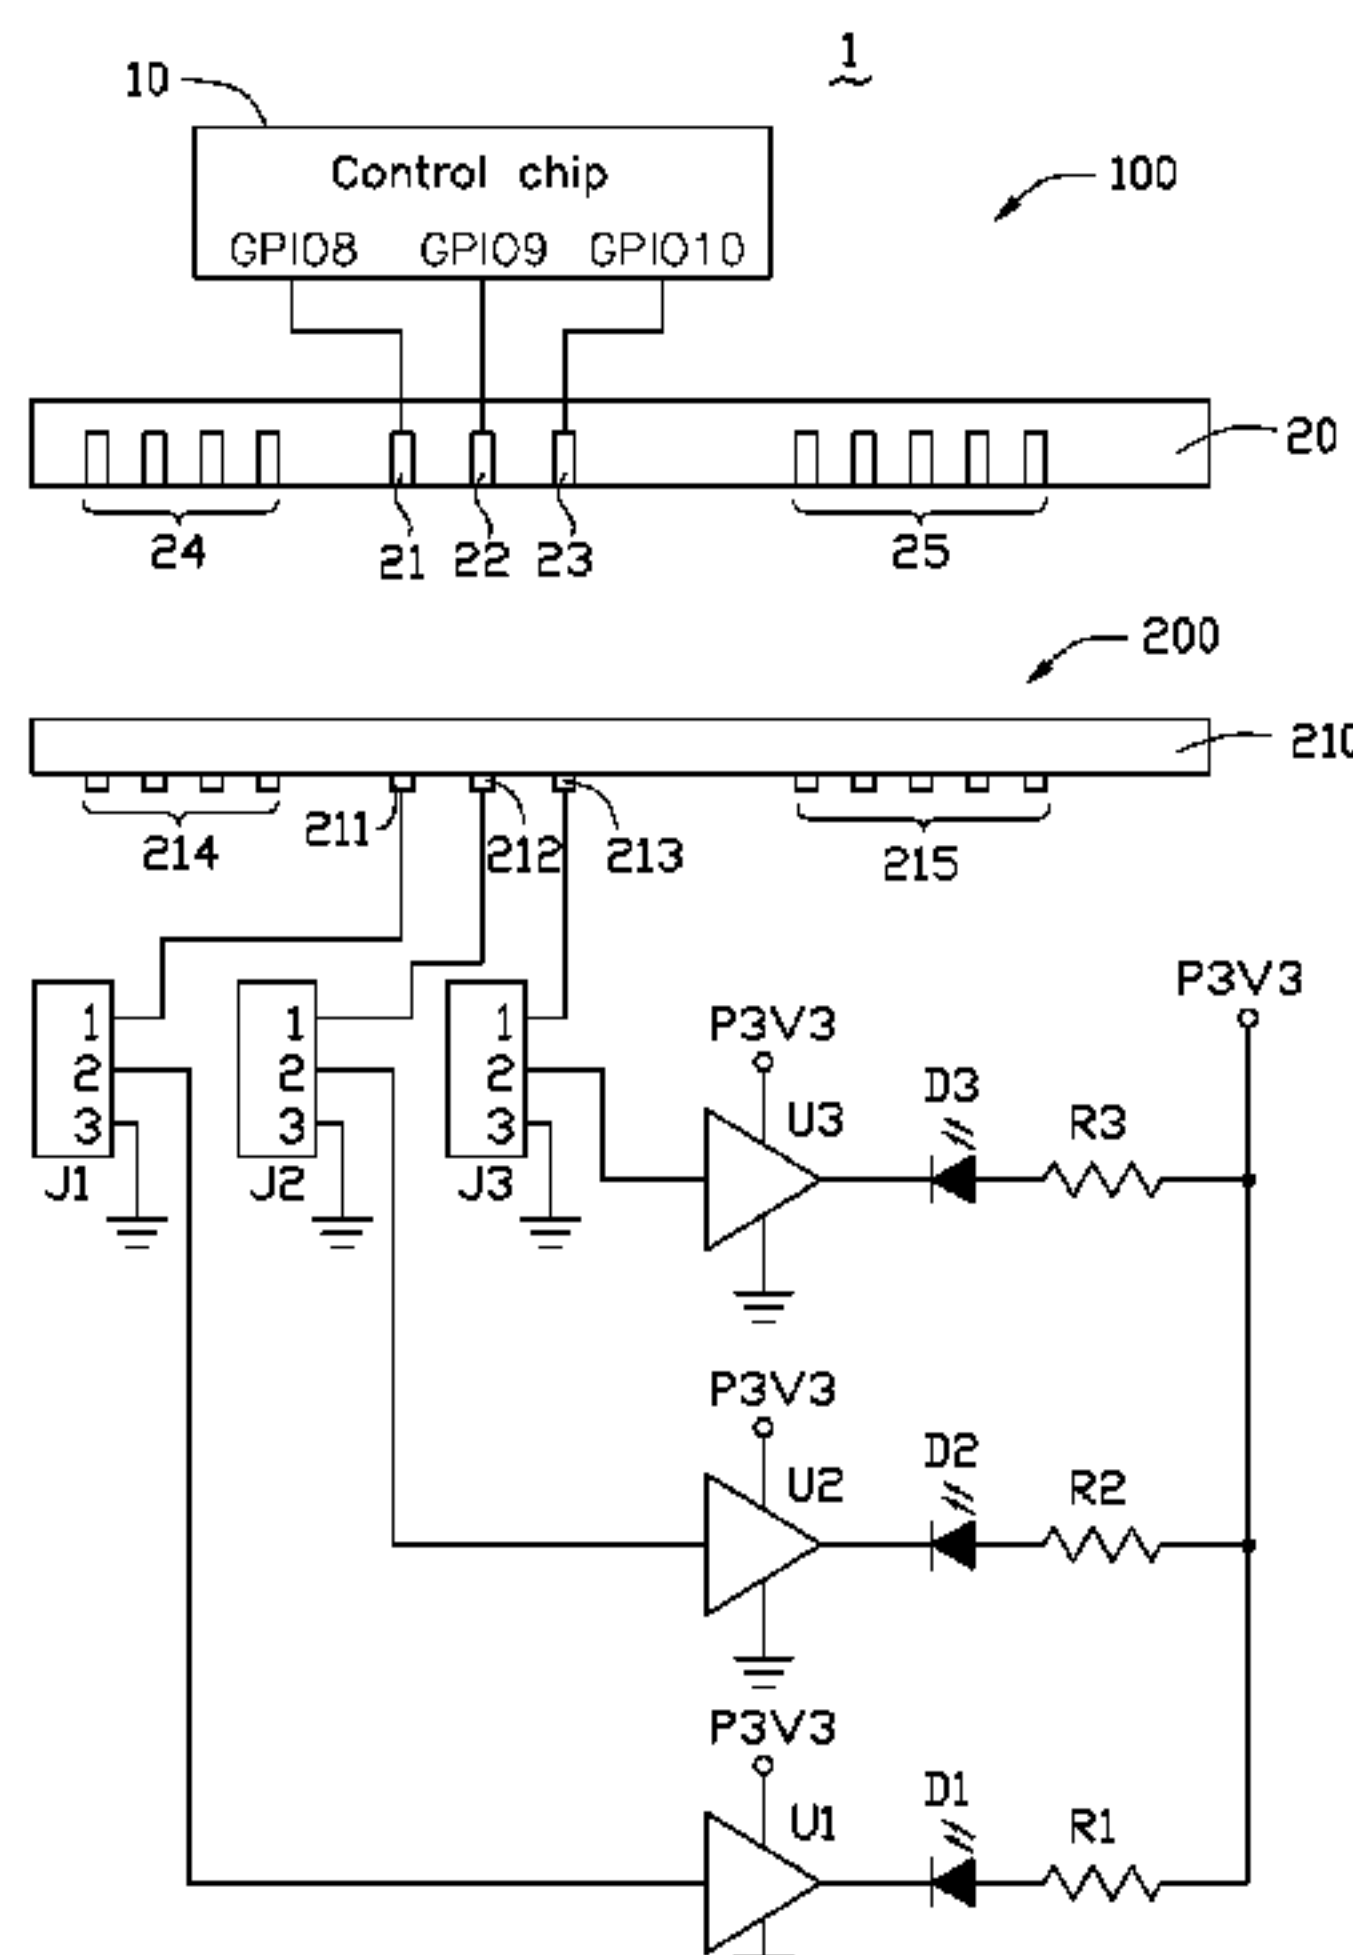 1
10
Control chip
100
GPIO8 GPIO9 GPIO10
20
24 21 22 23 25
200
210
214 211 212 213 215
P3V3
1 1 1 P3V3
2 2 2 D3
3 3 3 U3 R3
J1 J2 J3
P3V3
D2
U2 R2
P3V3
D1
U1 R1